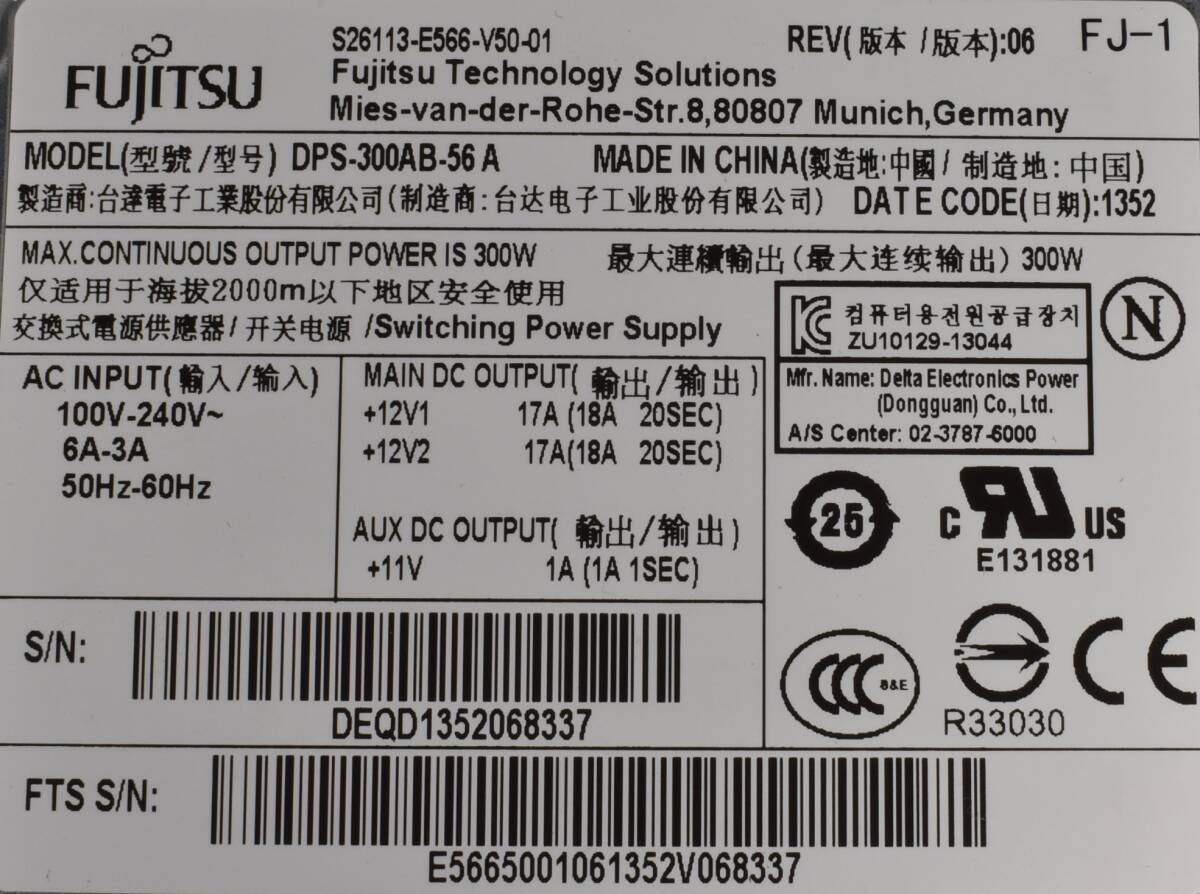 FUJITSU
S26113-E566-V50-01
REV(版本 /版本):06 FJ-1
Fujitsu Technology Solutions
Mies-van-der-Rohe-Str.8,80807 Munich,Germany
MODEL(型號/型号) DPS-300AB-56 A MADE IN CHINA(製造地:中國/ 制造地: 中国)
製造商:台達電子工業股份有限公司(制造商:台达电子工业股份有限公司) DATE CODE(日期):1352
MAX.CONTINUOUS OUTPUT POWER IS 300W 最大連續輸出(最大连续输出) 300W
仅适用于海拔2000m以下地区安全使用
交換式電源供應器/开关电源 /Switching Power Supply
컴퓨터용전원공급장치
ZU10129-13044
N
Mfr. Name: Delta Electronics Power
(Dongguan) Co., Ltd.
A/S Center: 02-3787-6000
AC INPUT(輸入/输入)
100V-240V~
6A-3A
50Hz-60Hz
MAIN DC OUTPUT( 輸出/输出)
+12V1 17A (18A 20SEC)
+12V2 17A(18A 20SEC)
AUX DC OUTPUT( 輸出/输出)
+11V 1A (1A 1SEC)
25
C RU US
E131881
CCC S&E
CE
R33030
S/N:
DEQD1352068337
FTS S/N:
E5665001061352V068337